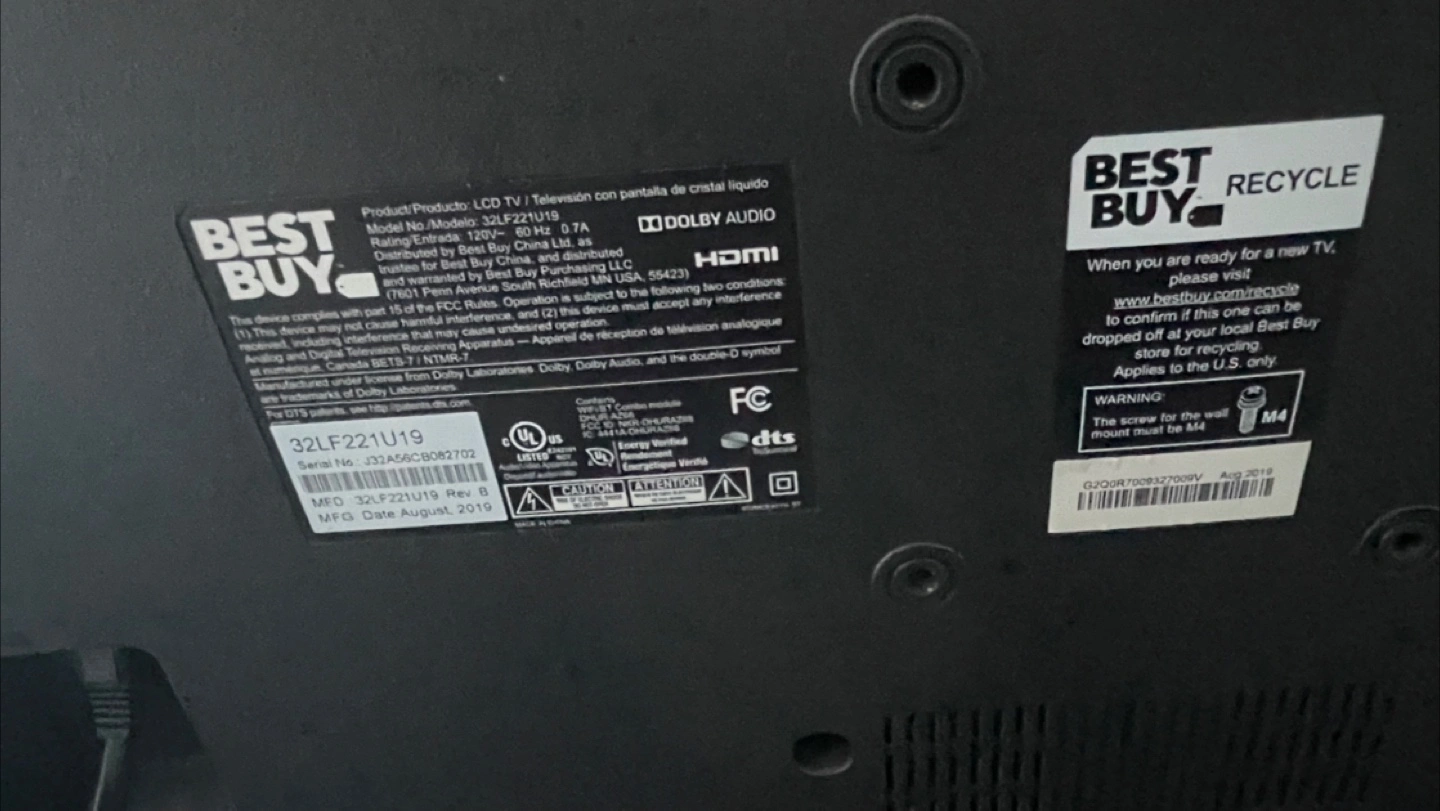 BEST
BUY
Product/Producto: LCD TV / Televisión con pantalla de cristal líquido
Model No./Modelo: 32LF221U19
Rating/Entrada: 120V~ 60 Hz 0.7A
Distributed by Best Buy China Ltd. as
trustee for Best Buy China, and distributed
and warranted by Best Buy Purchasing LLC
(7601 Penn Avenue South Richfield MN USA, 55423)
DOLBY AUDIO
HDMI
This device complies with part 15 of the FCC Rules. Operation is subject to the following two conditions:
(1) This device may not cause harmful interference, and (2) this device must accept any interference
received, including interference that may cause undesired operation.
Analog and Digital Television Receiving Apparatus — Appareil de réception de télévision analogique
et numérique, Canada BETS-7 / NTMR-7
Manufactured under license from Dolby Laboratories. Dolby, Dolby Audio, and the double-D symbol
are trademarks of Dolby Laboratories.
For DTS patents, see http://patents.dts.com.
32LF221U19
Serial No.: J32A56CB082702
MFD 32LF221U19 Rev. B
MFG Date August, 2019
C UL US
LISTED
Contains
WiFi+BT Combo module
Energy Verified
Rendement
Énergétique Vérifié
FC
dts
CAUTION
ATTENTION
MADE IN CHINA
BEST
BUY
RECYCLE
When you are ready for a new TV,
please visit
www.bestbuy.com/recycle
to confirm if this one can be
dropped off at your local Best Buy
store for recycling.
Applies to the U.S. only.
WARNING:
The screw for the wall
mount must be M4
M4
G2Q0R7009327009V Aug 2019